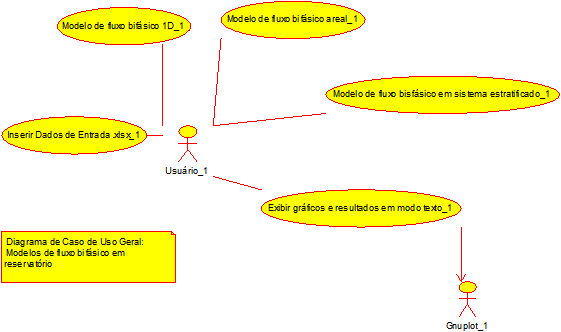 Modelo de fluxo bifásico 1D_1
Modelo de fluxo bifásico areal_1
Modelo de fluxo bisfásico em sistema estratificado_1
Inserir Dados de Entrada .xlsx_1
Usuário_1
Exibir gráficos e resultados em modo texto_1
Diagrama de Caso de Uso Geral:
Modelos de fluxo bifásico em
reservatório
Gnuplot_1